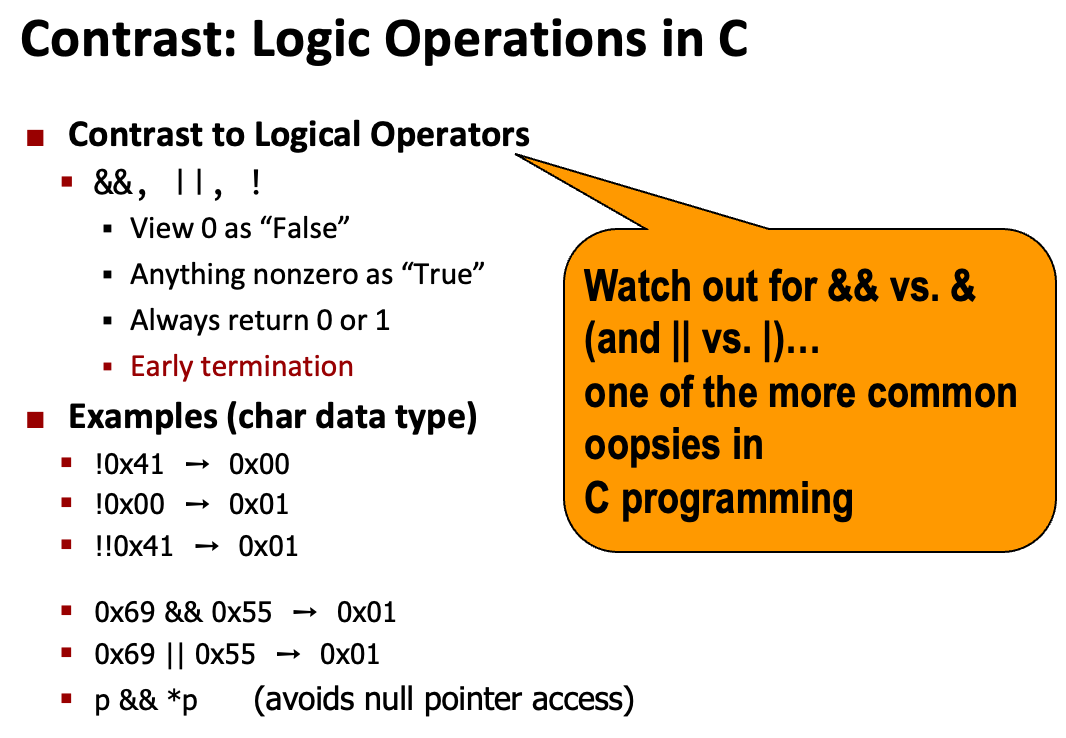 Contrast: Logic Operations in C
Contrast to Logical Operators
&&, ||, !
View 0 as “False”
Anything nonzero as “True”
Always return 0 or 1
Early termination
Examples (char data type)
!0x41 → 0x00
!0x00 → 0x01
!!0x41 → 0x01
0x69 && 0x55 → 0x01
0x69 || 0x55 → 0x01
p && *p (avoids null pointer access)
Watch out for && vs. &
(and || vs. |)…
one of the more common
oopsies in
C programming